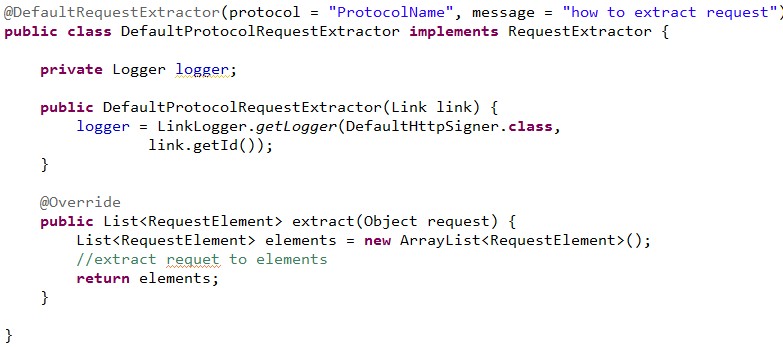 @DefaultRequestExtractor(protocol = "ProtocolName", message = "how to extract request")
public class DefaultProtocolRequestExtractor implements RequestExtractor {
private Logger logger;
public DefaultProtocolRequestExtractor(Link link) {
logger = LinkLogger.getLogger(DefaultHttpSigner.class,
link.getId());
}
@Override
public List<RequestElement> extract(Object request) {
List<RequestElement> elements = new ArrayList<RequestElement>();
//extract requet to elements
return elements;
}
}